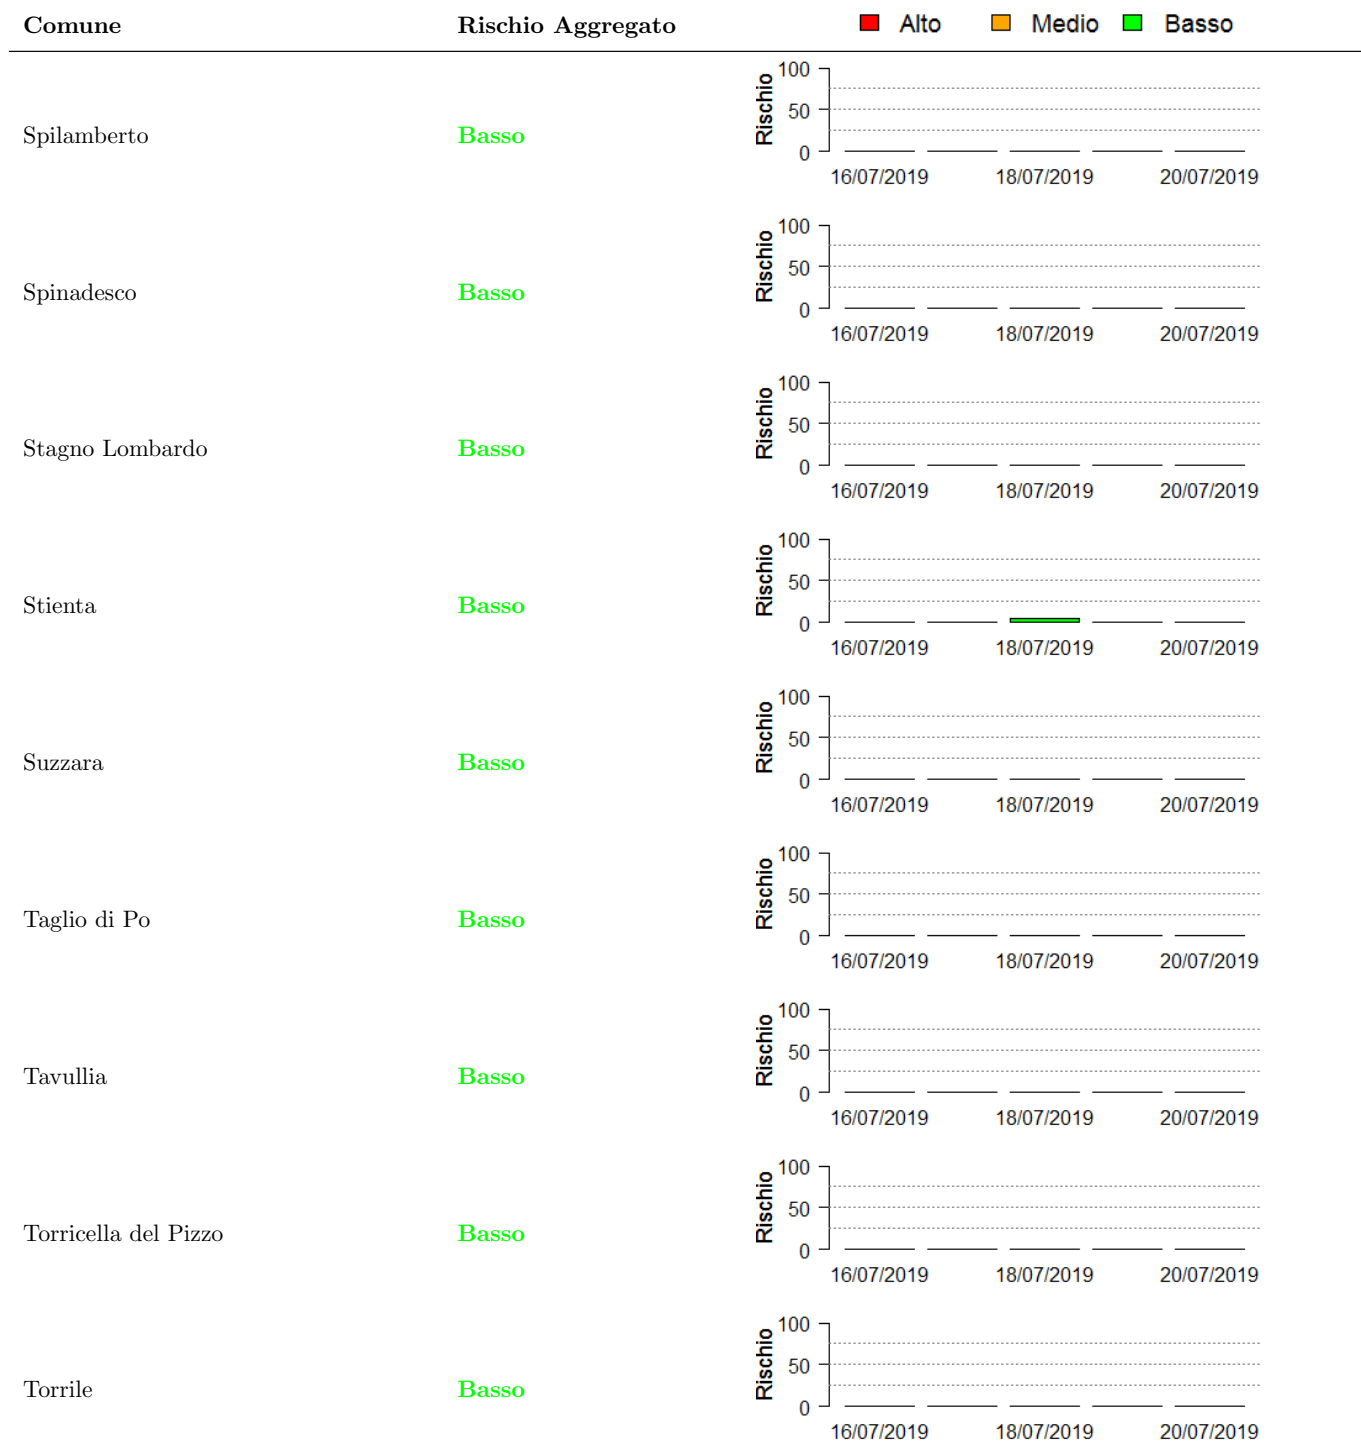 Comune Rischio Aggregato Alto Medio Basso
100
50
0
Rischio
Spilamberto Basso
16/07/2019 18/07/2019 20/07/2019
100
50
0
Rischio
Spinadesco Basso
16/07/2019 18/07/2019 20/07/2019
100
50
0
Rischio
Stagno Lombardo Basso
16/07/2019 18/07/2019 20/07/2019
100
50
0
Rischio
Stienta Basso
16/07/2019 18/07/2019 20/07/2019
100
50
0
Rischio
Suzzara Basso
16/07/2019 18/07/2019 20/07/2019
100
50
0
Rischio
Taglio di Po Basso
16/07/2019 18/07/2019 20/07/2019
100
50
0
Rischio
Tavullia Basso
16/07/2019 18/07/2019 20/07/2019
100
50
0
Rischio
Torricella del Pizzo Basso
16/07/2019 18/07/2019 20/07/2019
100
50
0
Rischio
Torrile Basso
16/07/2019 18/07/2019 20/07/2019